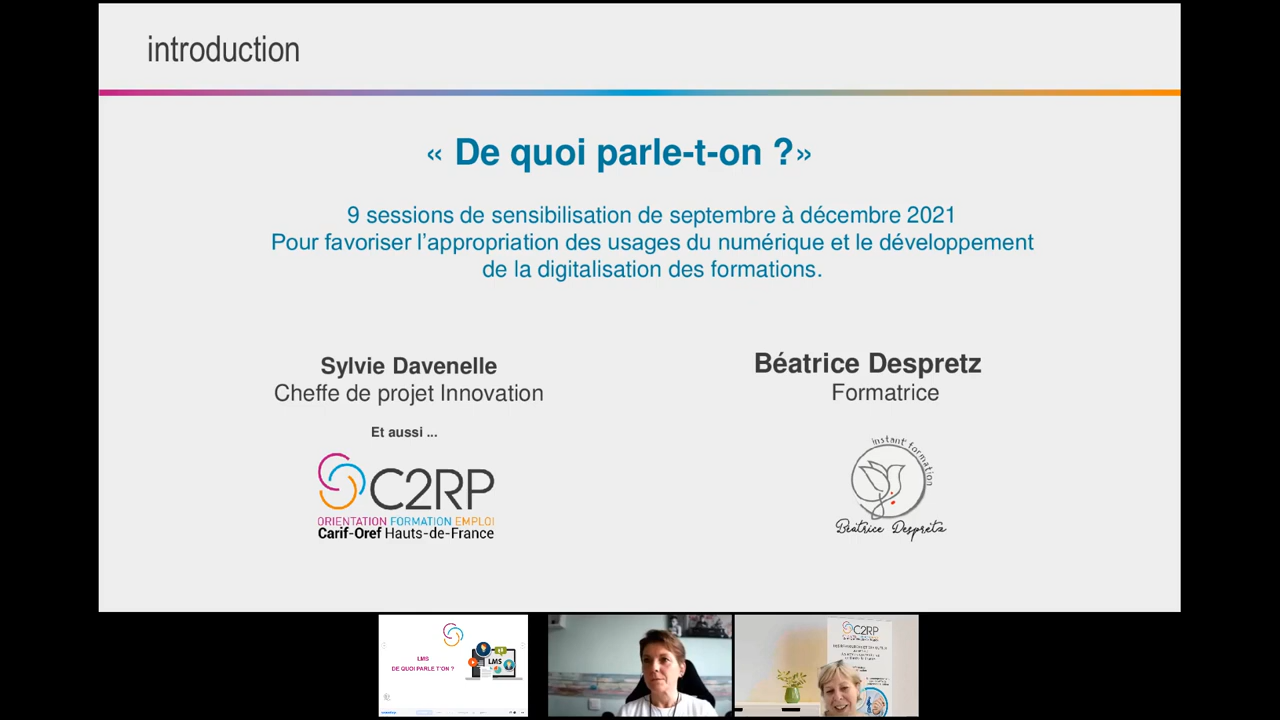 introduction
« De quoi parle-t-on ?»
9 sessions de sensibilisation de septembre à décembre 2021
Pour favoriser l’appropriation des usages du numérique et le développement
de la digitalisation des formations.
Sylvie Davenelle
Cheffe de projet Innovation
Et aussi ...
C2RP
ORIENTATION FORMATION EMPLOI
Carif-Oref Hauts-de-France
Béatrice Despretz
Formatrice
instant formation
Béatrice Despretz
LMS
DE QUOI PARLE T'ON ?
LMS
C2RP